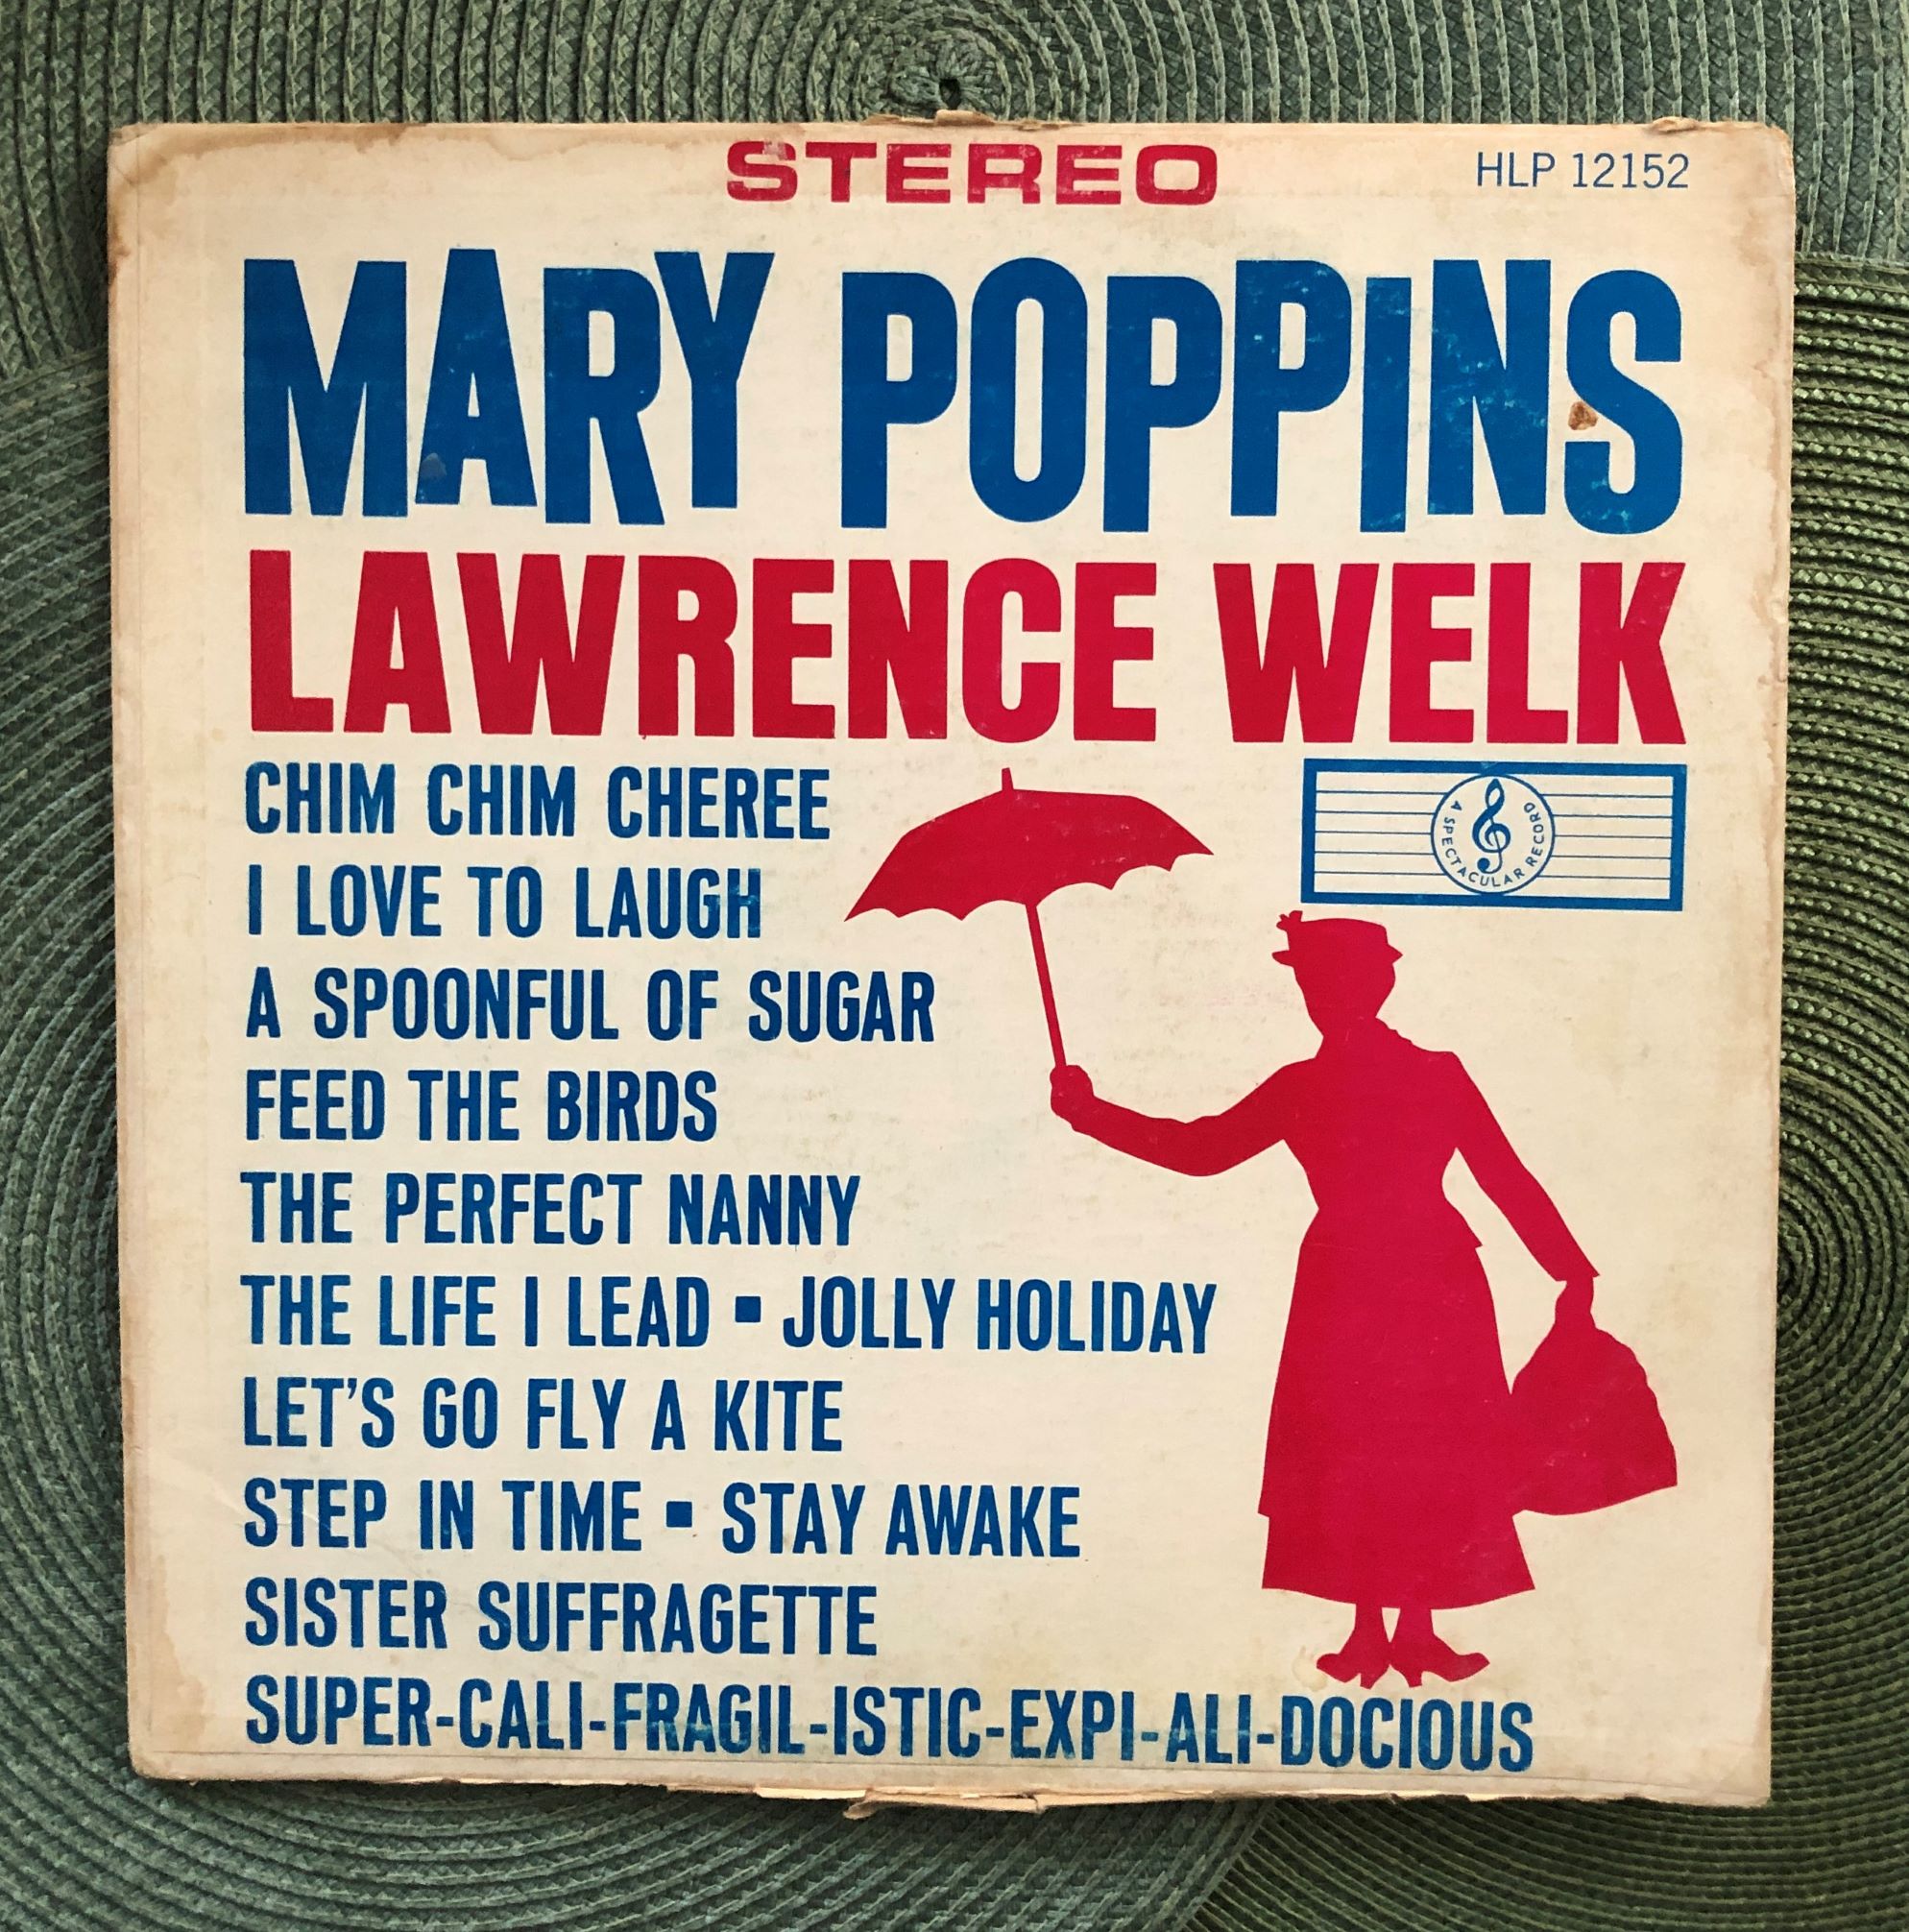 STEREO
HLP 12152
MARY POPPINS
LAWRENCE WELK
CHIM CHIM CHEREE
I LOVE TO LAUGH
A SPOONFUL OF SUGAR
FEED THE BIRDS
THE PERFECT NANNY
THE LIFE I LEAD ▪ JOLLY HOLIDAY
LET'S GO FLY A KITE
STEP IN TIME ▪ STAY AWAKE
SISTER SUFFRAGETTE
SUPER-CALI-FRAGIL-ISTIC-EXPI-ALI-DOCIOUS
A SPECTACULAR RECORD